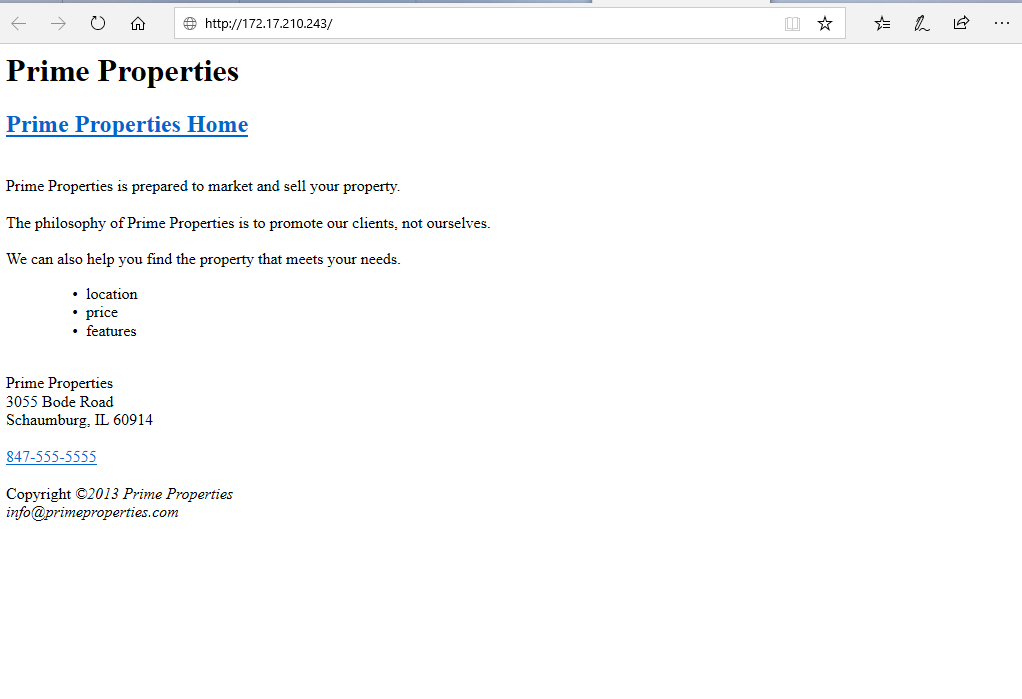 http://172.17.210.243/
Prime Properties
Prime Properties Home
Prime Properties is prepared to market and sell your property.
The philosophy of Prime Properties is to promote our clients, not ourselves.
We can also help you find the property that meets your needs.
• location
• price
• features
Prime Properties
3055 Bode Road
Schaumburg, IL 60914
847-555-5555
Copyright ©2013 Prime Properties
info@primeproperties.com